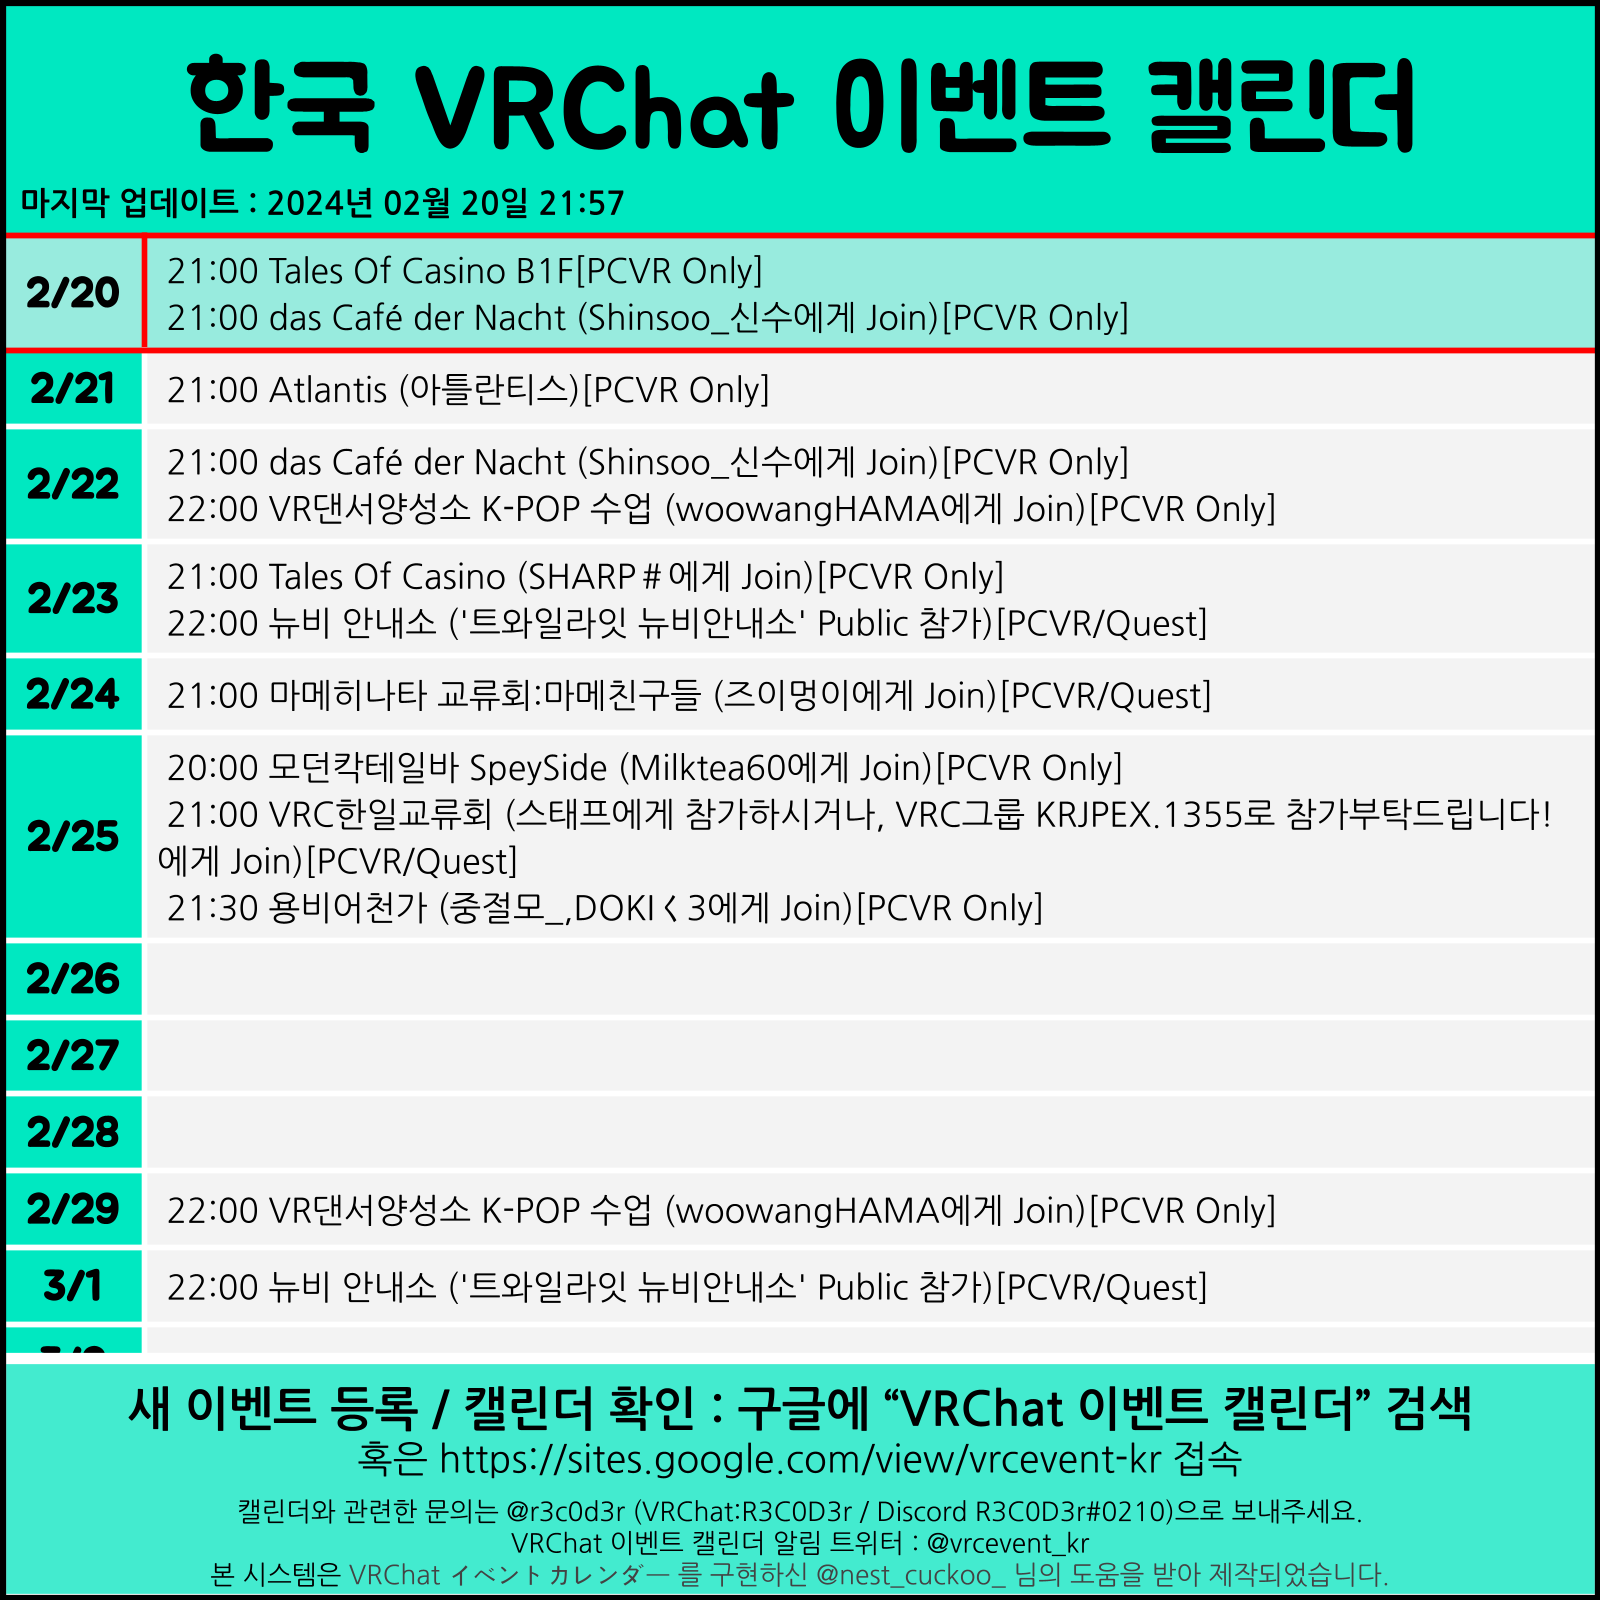 한국 VRChat 이벤트 캘린더
마지막 업데이트 : 2024년 02월 20일 21:57
2/20
21:00 Tales Of Casino B1F[PCVR Only]
21:00 das Café der Nacht (Shinsoo_신수에게 Join)[PCVR Only]
2/21
21:00 Atlantis (아틀란티스)[PCVR Only]
2/22
21:00 das Café der Nacht (Shinsoo_신수에게 Join)[PCVR Only]
22:00 VR댄서양성소 K-POP 수업 (woowangHAMA에게 Join)[PCVR Only]
2/23
21:00 Tales Of Casino (SHARP＃에게 Join)[PCVR Only]
22:00 뉴비 안내소 ('트와일라잇 뉴비안내소' Public 참가)[PCVR/Quest]
2/24
21:00 마메히나타 교류회:마메친구들 (즈이멍이에게 Join)[PCVR/Quest]
2/25
20:00 모던칵테일바 SpeySide (Milktea60에게 Join)[PCVR Only]
21:00 VRC한일교류회 (스태프에게 참가하시거나, VRC그룹 KRJPEX.1355로 참가부탁드립니다!
에게 Join)[PCVR/Quest]
21:30 용비어천가 (중절모_,DOKIく3에게 Join)[PCVR Only]
2/26
2/27
2/28
2/29
22:00 VR댄서양성소 K-POP 수업 (woowangHAMA에게 Join)[PCVR Only]
3/1
22:00 뉴비 안내소 ('트와일라잇 뉴비안내소' Public 참가)[PCVR/Quest]
새 이벤트 등록 / 캘린더 확인 : 구글에 “VRChat 이벤트 캘린더” 검색
혹은 https://sites.google.com/view/vrcevent-kr 접속
캘린더와 관련한 문의는 @r3c0d3r (VRChat:R3C0D3r / Discord R3C0D3r#0210)으로 보내주세요.
VRChat 이벤트 캘린더 알림 트위터 : @vrcevent_kr
본 시스템은 VRChat イベントカレンダー 를 구현하신 @nest_cuckoo_ 님의 도움을 받아 제작되었습니다.